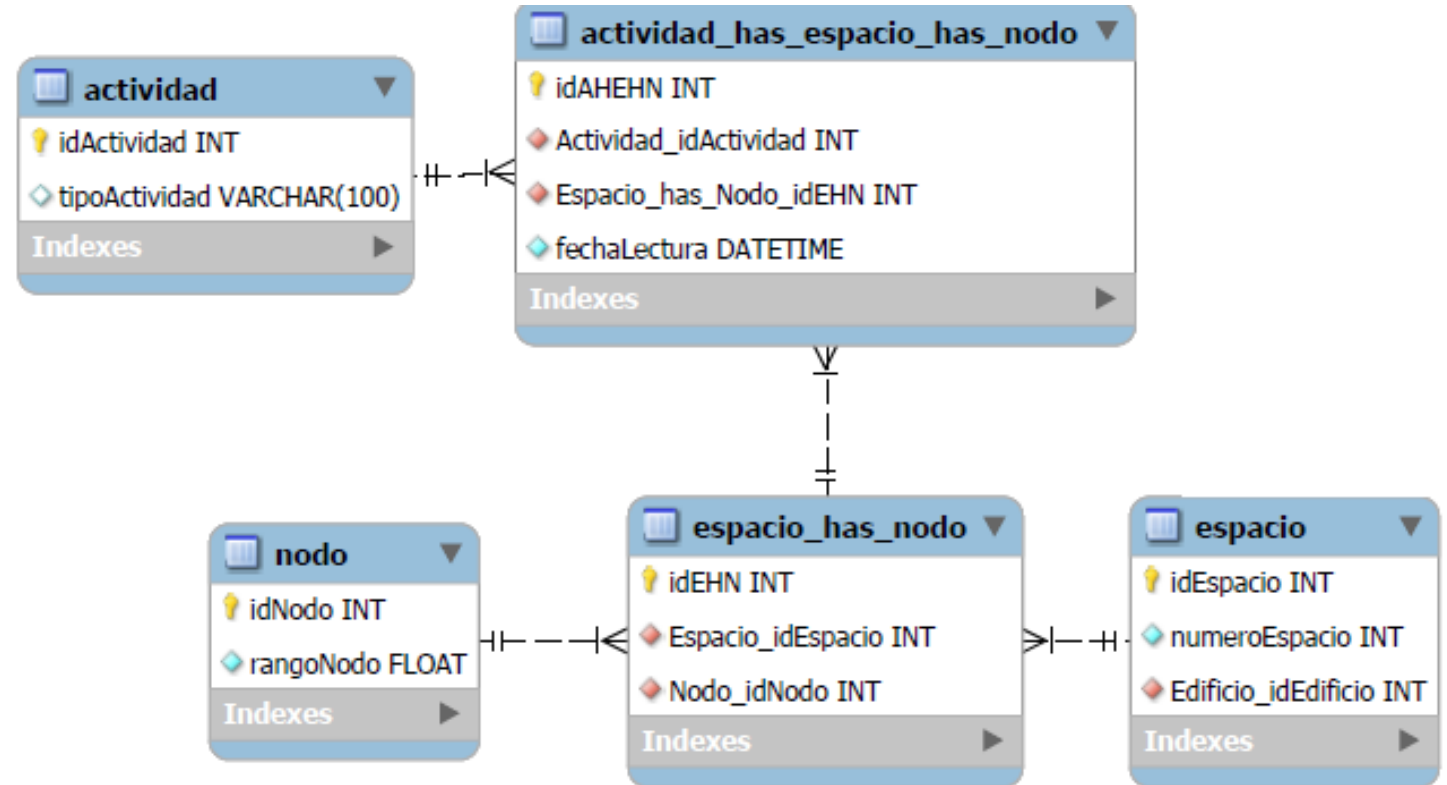 actividad_has_espacio_has_nodo
idAHEHN INT
Actividad_idActividad INT
Espacio_has_Nodo_idEHN INT
fechaLectura DATETIME
Indexes
actividad
idActividad INT
tipoActividad VARCHAR(100)
Indexes
nodo
idNodo INT
rangoNodo FLOAT
Indexes
espacio_has_nodo
idEHN INT
Espacio_idEspacio INT
Nodo_idNodo INT
Indexes
espacio
idEspacio INT
numeroEspacio INT
Edificio_idEdificio INT
Indexes